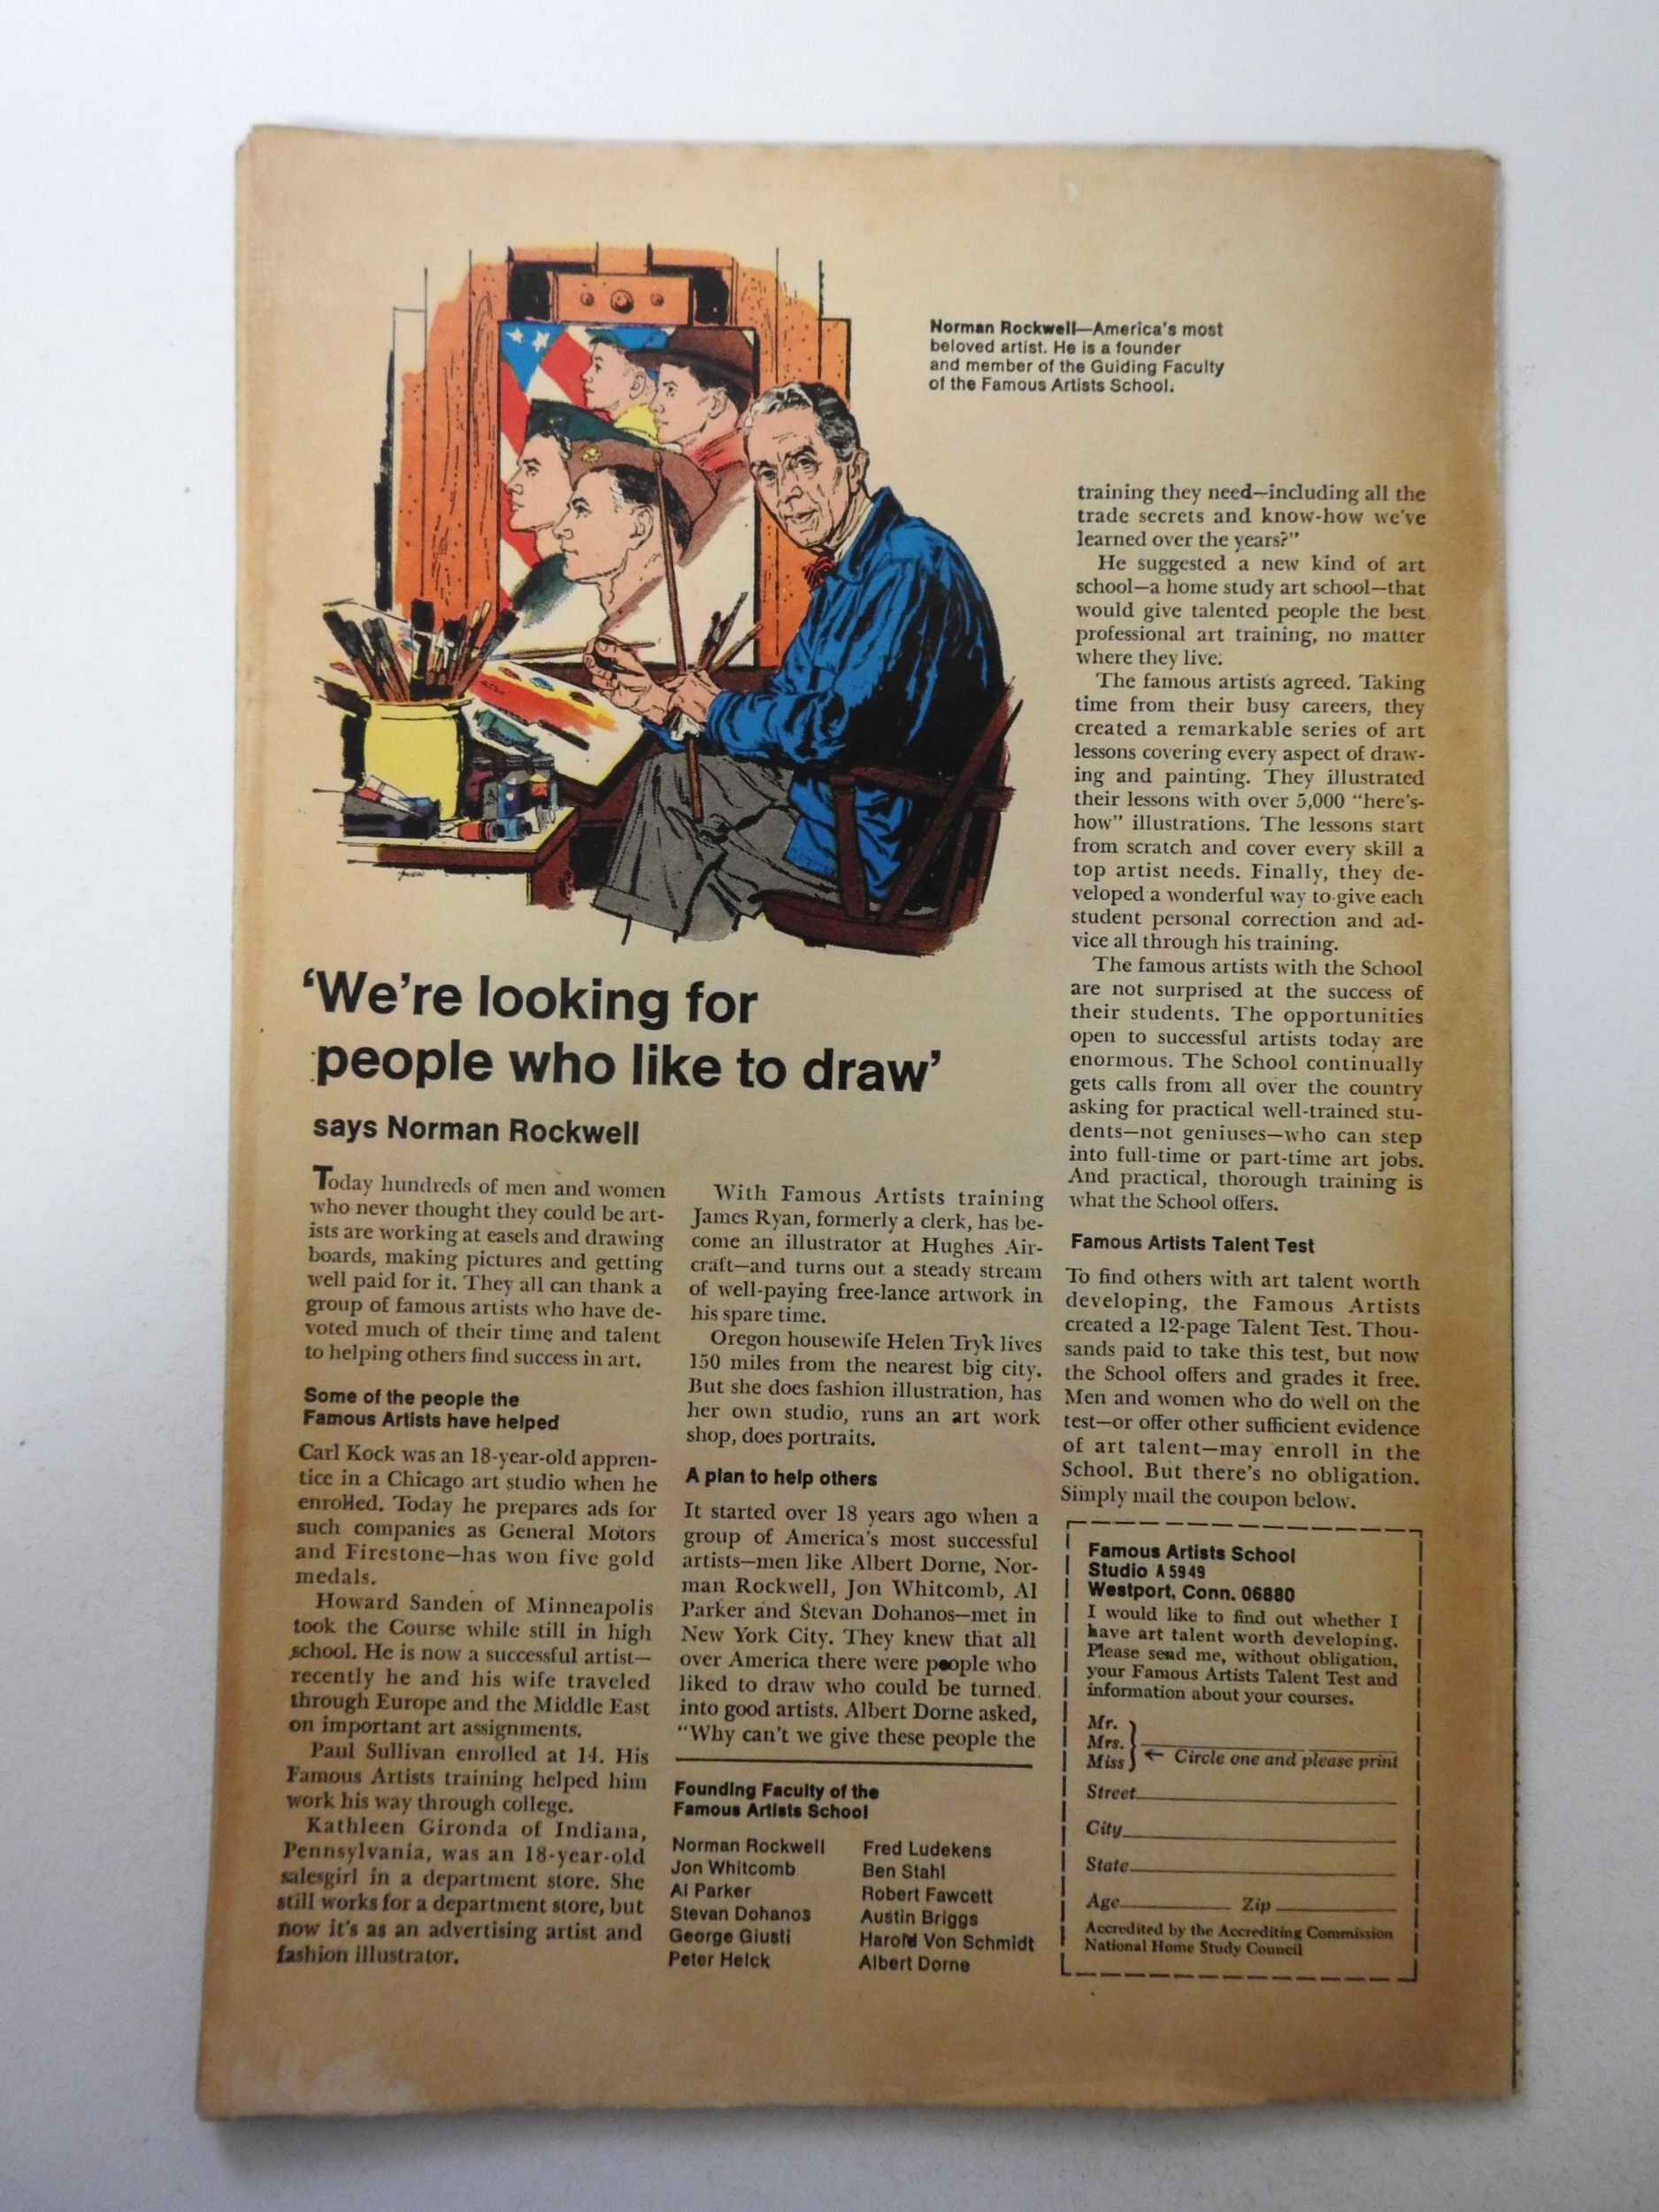 Norman Rockwell—America's most
beloved artist. He is a founder
and member of the Guiding Faculty
of the Famous Artists School.
'We're looking for
people who like to draw'
says Norman Rockwell
Today hundreds of men and women
who never thought they could be art-
ists are working at easels and drawing
boards, making pictures and getting
well paid for it. They all can thank a
group of famous artists who have de-
voted much of their time and talent
to helping others find success in art.
Some of the people the
Famous Artists have helped
Carl Kock was an 18-year-old appren-
tice in a Chicago art studio when he
enrolled. Today he prepares ads for
such companies as General Motors
and Firestone—has won five gold
medals.
Howard Sanden of Minneapolis
took the Course while still in high
school. He is now a successful artist—
recently he and his wife traveled
through Europe and the Middle East
on important art assignments.
Paul Sullivan enrolled at 14. His
Famous Artists training helped him
work his way through college.
Kathleen Gironda of Indiana,
Pennsylvania, was an 18-year-old
salesgirl in a department store. She
still works for a department store, but
now it's as an advertising artist and
fashion illustrator.
With Famous Artists training
James Ryan, formerly a clerk, has be-
come an illustrator at Hughes Air-
craft—and turns out a steady stream
of well-paying free-lance artwork in
his spare time.
Oregon housewife Helen Tryk lives
150 miles from the nearest big city.
But she does fashion illustration, has
her own studio, runs an art work
shop, does portraits.
A plan to help others
It started over 18 years ago when a
group of America's most successful
artists—men like Albert Dorne, Nor-
man Rockwell, Jon Whitcomb, Al
Parker and Stevan Dohanos—met in
New York City. They knew that all
over America there were people who
liked to draw who could be turned
into good artists. Albert Dorne asked,
"Why can't we give these people the
Founding Faculty of the
Famous Artists School
Norman Rockwell
Jon Whitcomb
Al Parker
Stevan Dohanos
George Giusti
Peter Helck
Fred Ludekens
Ben Stahl
Robert Fawcett
Austin Briggs
Harold Von Schmidt
Albert Dorne
training they need—including all the
trade secrets and know-how we've
learned over the years?"
He suggested a new kind of art
school—a home study art school—that
would give talented people the best
professional art training, no matter
where they live.
The famous artists agreed. Taking
time from their busy careers, they
created a remarkable series of art
lessons covering every aspect of draw-
ing and painting. They illustrated
their lessons with over 5,000 "here's-
how" illustrations. The lessons start
from scratch and cover every skill a
top artist needs. Finally, they de-
veloped a wonderful way to give each
student personal correction and ad-
vice all through his training.
The famous artists with the School
are not surprised at the success of
their students. The opportunities
open to successful artists today are
enormous. The School continually
gets calls from all over the country
asking for practical well-trained stu-
dents—not geniuses—who can step
into full-time or part-time art jobs.
And practical, thorough training is
what the School offers.
Famous Artists Talent Test
To find others with art talent worth
developing, the Famous Artists
created a 12-page Talent Test. Thou-
sands paid to take this test, but now
the School offers and grades it free.
Men and women who do well on the
test—or offer other sufficient evidence
of art talent—may enroll in the
School. But there's no obligation.
Simply mail the coupon below.
Famous Artists School
Studio A 5949
Westport, Conn. 06880
I would like to find out whether I
have art talent worth developing.
Please send me, without obligation,
your Famous Artists Talent Test and
information about your courses.
Mr.
Mrs.
Miss
← Circle one and please print
Street
City
State
Age Zip
Accredited by the Accrediting Commission
National Home Study Council